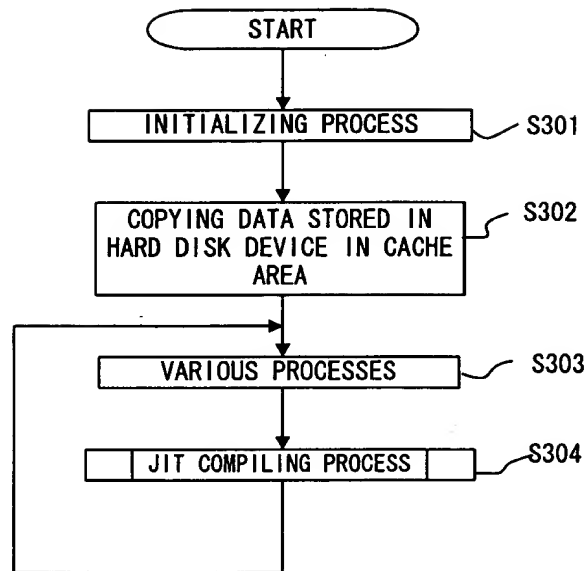 START
INITIALIZING PROCESS
S301
COPYING DATA STORED IN
HARD DISK DEVICE IN CACHE
AREA
S302
VARIOUS PROCESSES
S303
JIT COMPILING PROCESS
S304